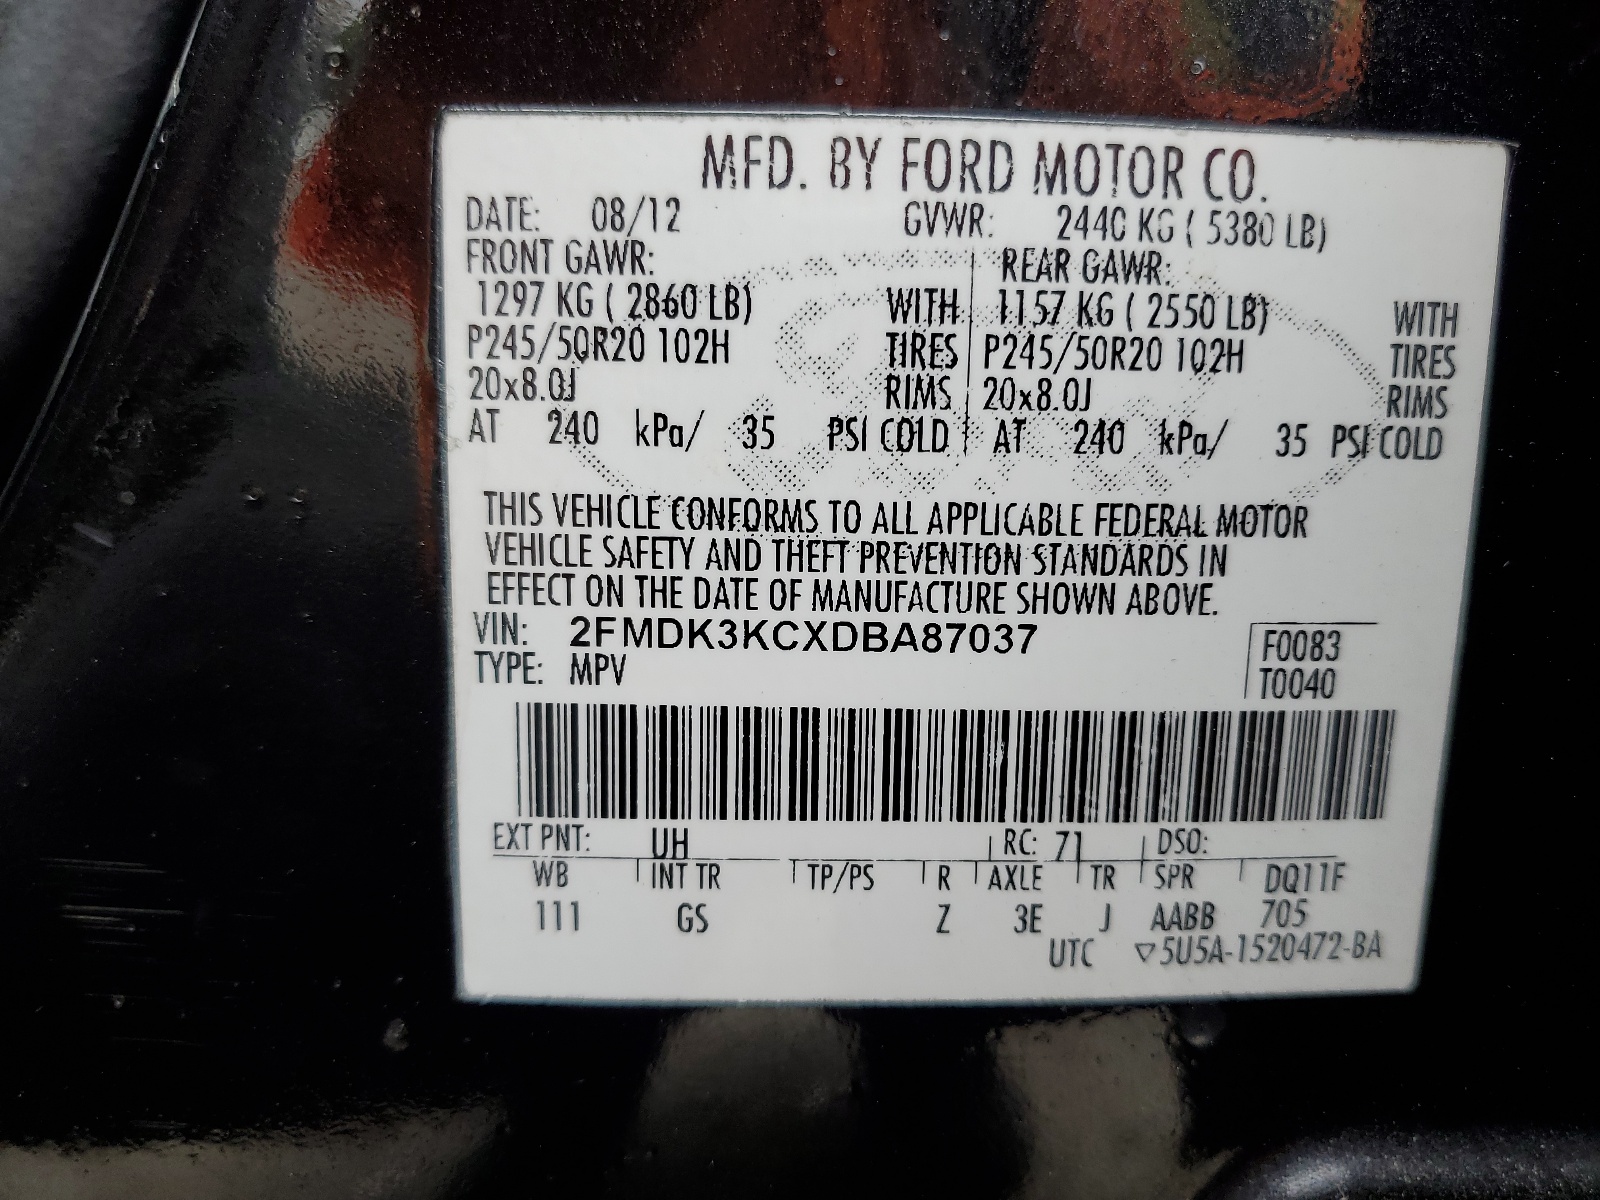 MFD. BY FORD MOTOR CO.
DATE: 08/12 GVWR: 2440 KG ( 5380 LB)
FRONT GAWR: REAR GAWR:
1297 KG ( 2860 LB) WITH 1157 KG ( 2550 LB) WITH
P245/50R20 102H TIRES P245/50R20 102H TIRES
20x8.0J RIMS 20x8.0J RIMS
AT 240 kPa/ 35 PSI COLD AT 240 kPa/ 35 PSI COLD
THIS VEHICLE CONFORMS TO ALL APPLICABLE FEDERAL MOTOR
VEHICLE SAFETY AND THEFT PREVENTION STANDARDS IN
EFFECT ON THE DATE OF MANUFACTURE SHOWN ABOVE.
VIN: 2FMDK3KCXDBA87037 F0083
TYPE: MPV T0040
EXT PNT: UH RC: 71 DSO:
WB INT TR TP/PS R AXLE TR SPR DQ11F
111 GS Z 3E J AABB 705
UTC ▽5U5A-1520472-BA